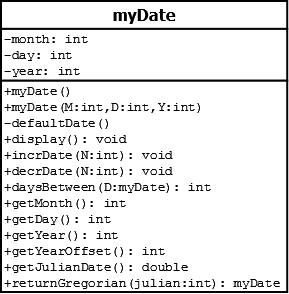 myDate
-month: int
-day: int
-year: int
+myDate()
+myDate(M:int,D:int,Y:int)
-defaultDate()
+display(): void
+incrDate(N:int): void
+decrDate(N:int): void
+daysBetween(D:myDate): int
+getMonth(): int
+getDay(): int
+getYear(): int
+getYearOffset(): int
+getJulianDate(): double
+returnGregorian(julian:int): myDate